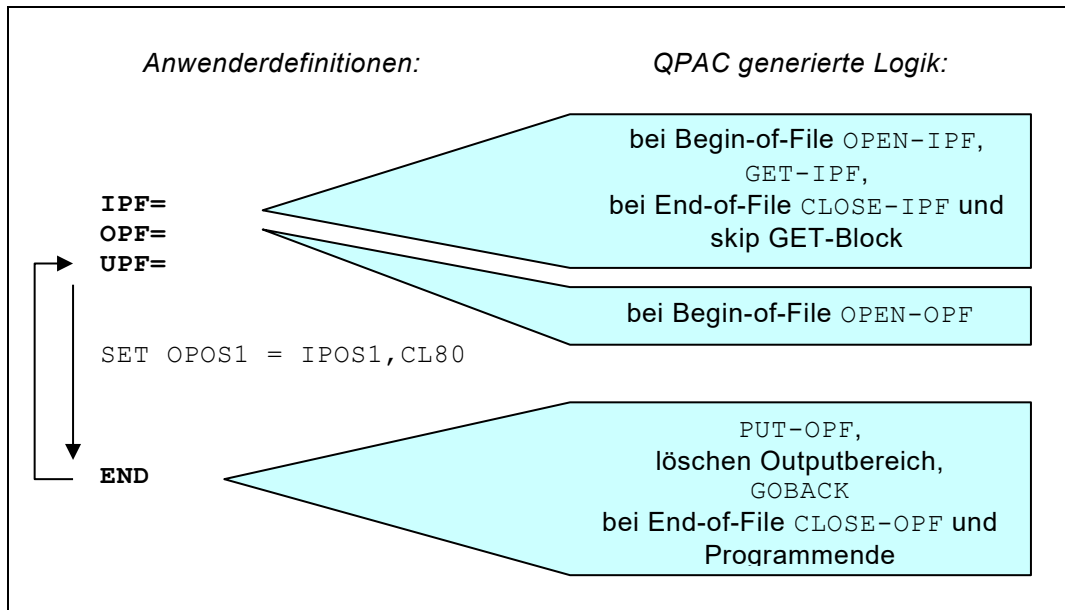 Anwenderdefinitionen:
QPAC generierte Logik:
bei Begin-of-File OPEN-IPF,
GET-IPF,
bei End-of-File CLOSE-IPF und
skip GET-Block
IPF=
OPF=
UPF=
bei Begin-of-File OPEN-OPF
SET OPOS1 = IPOS1,CL80
PUT-OPF,
löschen Outputbereich,
GOBACK
bei End-of-File CLOSE-OPF und
Programmende
END